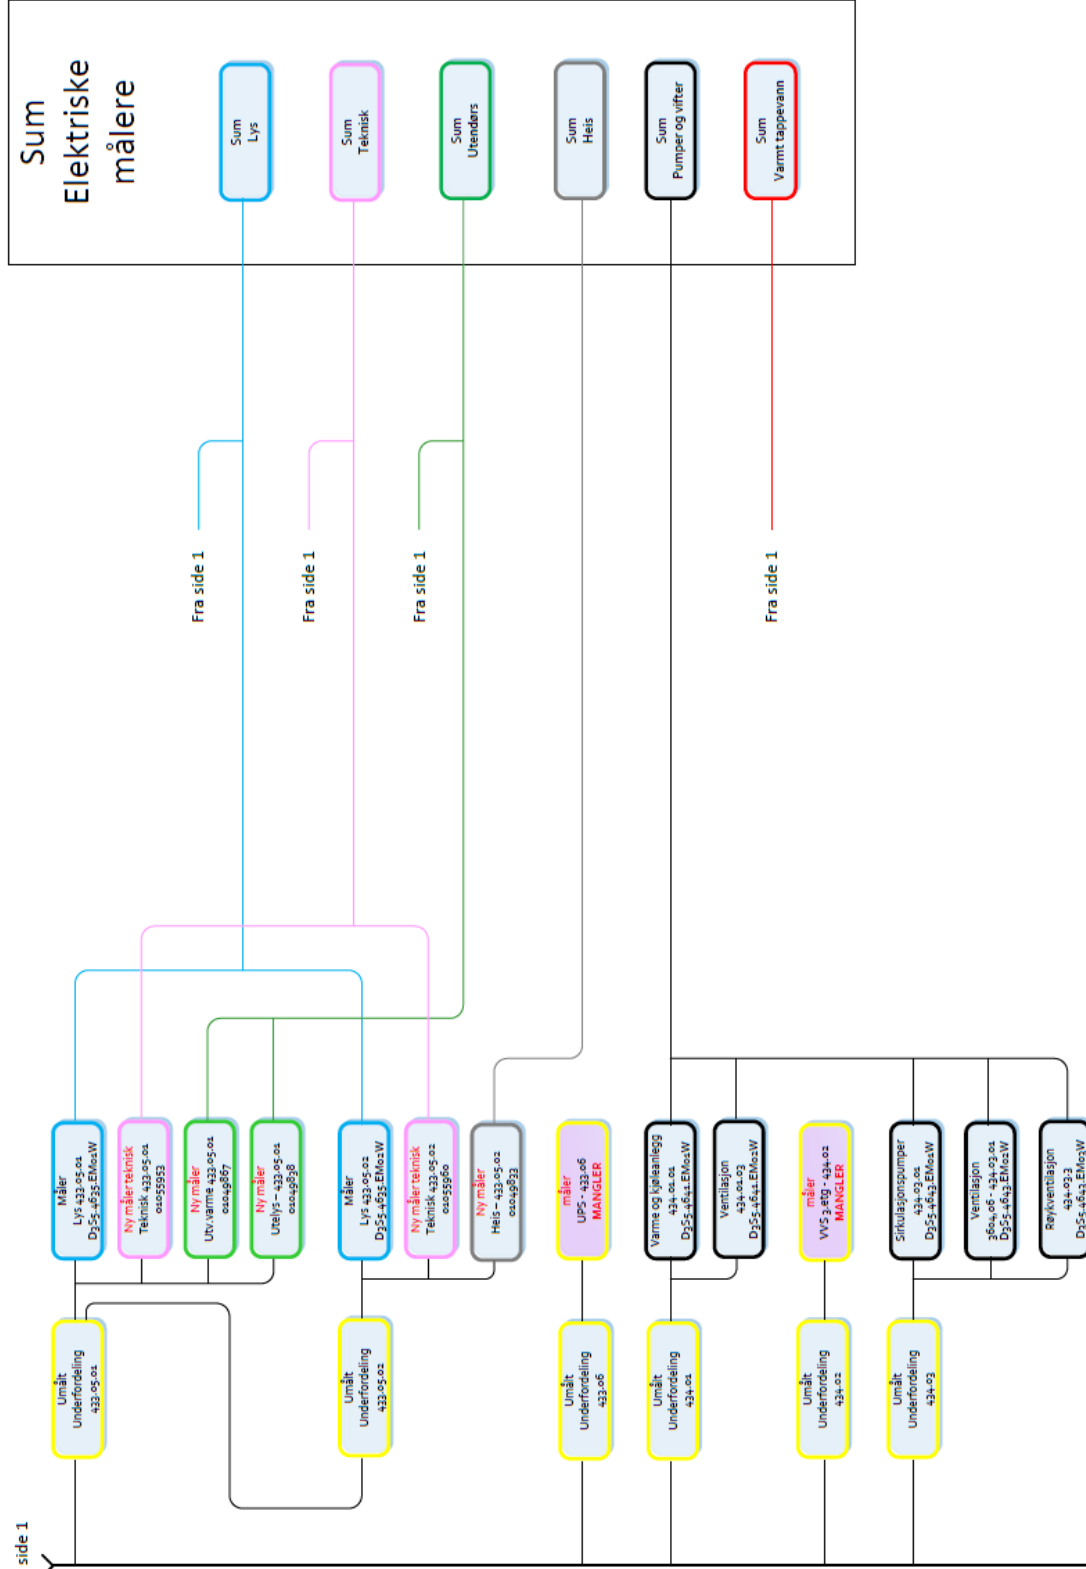 Sum
Elektriske
målere
Sum
Lys
Sum
Teknisk
Sum
Utendørs
Sum
Heis
Sum
Pumper og vifter
Sum
Varmt tappevann
Fra side 1
Fra side 1
Fra side 1
Fra side 1
Måler
Lys 433.05.01
D3S5.4635.EM01W
Ny måler teknisk
Teknisk 433.05.01
01055953
Ny måler
Utv.varme 433.05.01
01049867
Ny måler
Utelys – 433.05.01
01049838
Måler
Lys 433.05.02
D3S5.4635.EM02W
Ny måler teknisk
Teknisk 433.05.02
01055960
Ny måler
Heis – 433.05.02
01049833
måler
UPS - 433.06
MANGLER
Varme og kjøleanlegg
434.01.01
D3S5.4641.EM01W
Ventilasjon
434.01.03
D3S5.4641.EM02W
måler
VVS 3.etg - 434.02
MANGLER
Sirkulasjonspumper
434.03.01
D3S5.4643.EM01W
Ventilasjon
3604,06 - 434.03.01
D3S5.4643.EM02W
Røykventilasjon
434.03.3
Umålt
Underfordeling
433.05.01
Umålt
Underfordeling
433.05.02
Umålt
Underfordeling
433.06
Umålt
Underfordeling
434.01
Umålt
Underfordeling
434.02
Umålt
Underfordeling
434.03
side 1